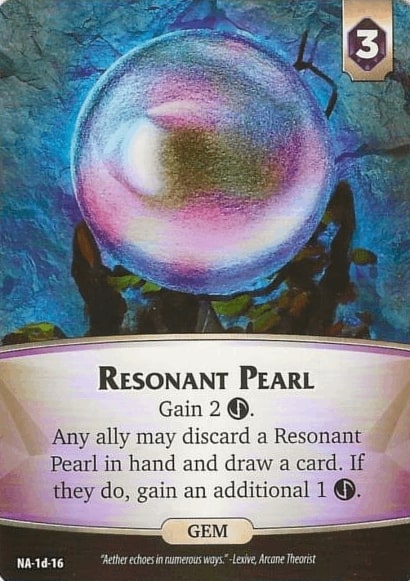 3
RESONANT PEARL
Gain 2.
Any ally may discard a Resonant
Pearl in hand and draw a card. If
they do, gain an additional 1.
GEM
NA-1d-16
"Aether echoes in numerous ways." -Lexive, Arcane Theorist